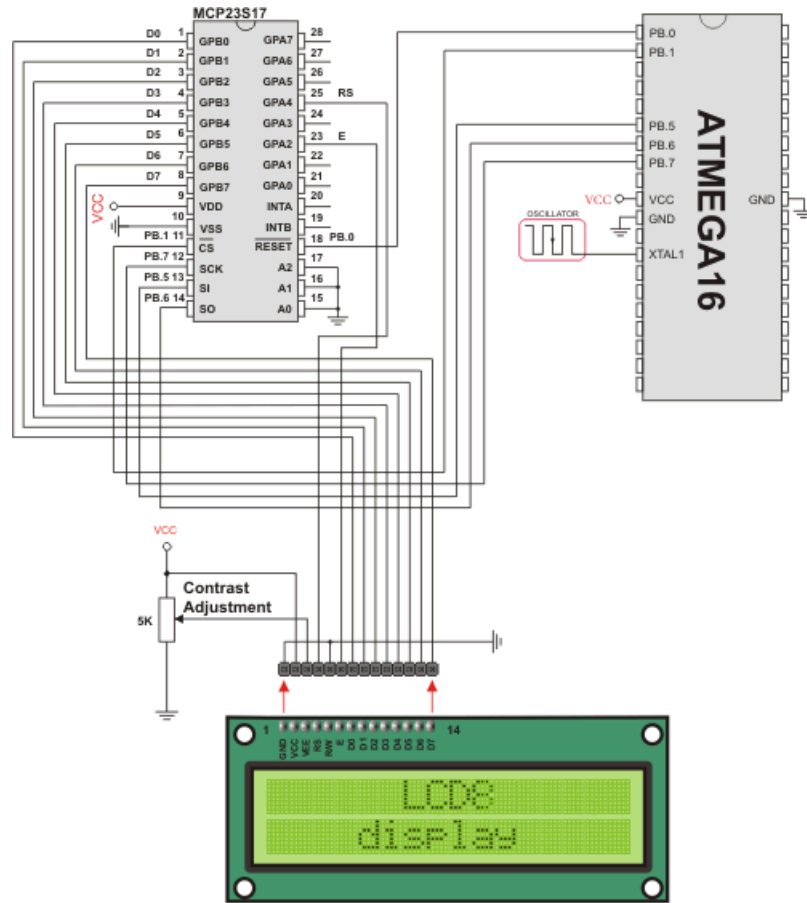 MCP23S17
D0 1 GPB0 GPA7 28
D1 2 GPB1 GPA6 27
D2 3 GPB2 GPA5 26
D3 4 GPB3 GPA4 25 RS
D4 5 GPB4 GPA3 24
D5 6 GPB5 GPA2 23 E
D6 7 GPB6 GPA1 22
D7 8 GPB7 GPA0 21
VCC 9 VDD INTA 20
10 VSS INTB 19
PB.1 11 CS RESET 18 PB.0
PB.7 12 SCK A2 17
PB.5 13 SI A1 16
PB.6 14 SO A0 15
PB.0
PB.1
PB.5
PB.6
PB.7
VCC VCC GND
GND
OSCILLATOR
XTAL1
ATMEGA16
VCC
Contrast
Adjustment
5K
1 14
GND VCC VEE RS R/W E D0 D1 D2 D3 D4 D5 D6 D7
LCD8
display